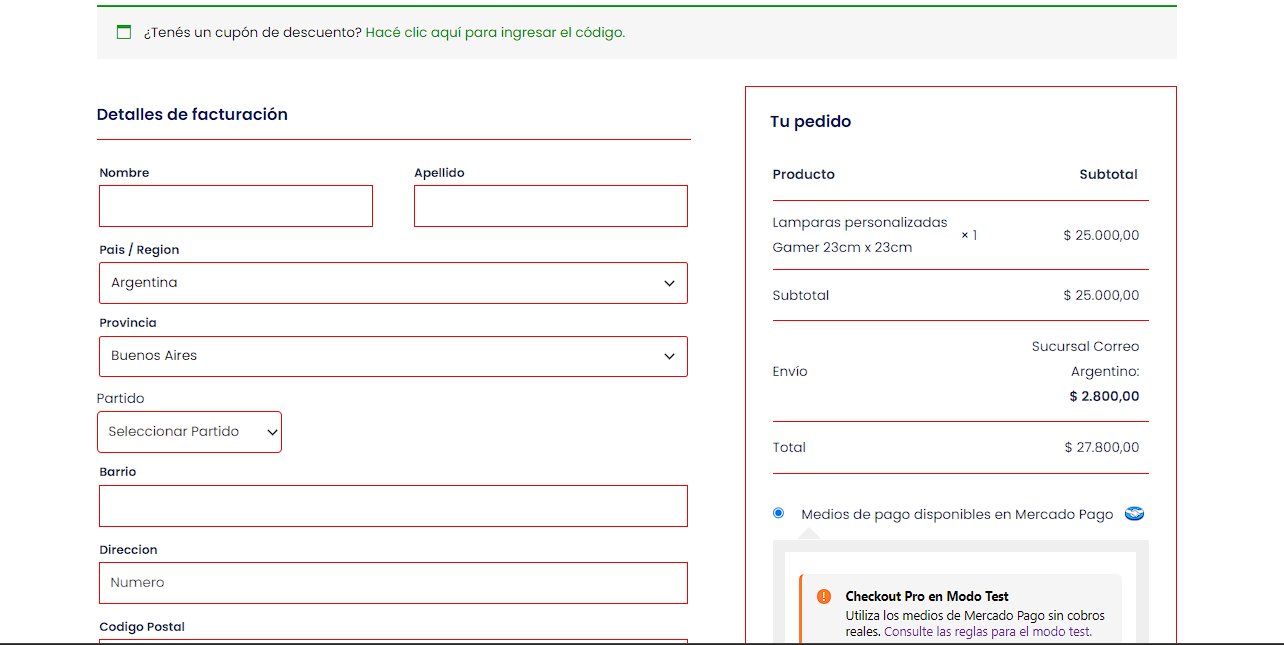 ¿Tenés un cupón de descuento? Hacé clic aquí para ingresar el código.
Detalles de facturación
Nombre
Apellido
Pais / Region
Argentina
Provincia
Buenos Aires
Partido
Seleccionar Partido
Barrio
Direccion
Numero
Codigo Postal
Tu pedido
Producto
Subtotal
Lamparas personalizadas
Gamer 23cm x 23cm
× 1
$ 25.000,00
Subtotal
$ 25.000,00
Envío
Sucursal Correo
Argentino:
$ 2.800,00
Total
$ 27.800,00
Medios de pago disponibles en Mercado Pago
Checkout Pro en Modo Test
Utiliza los medios de Mercado Pago sin cobros
reales. Consulte las reglas para el modo test.